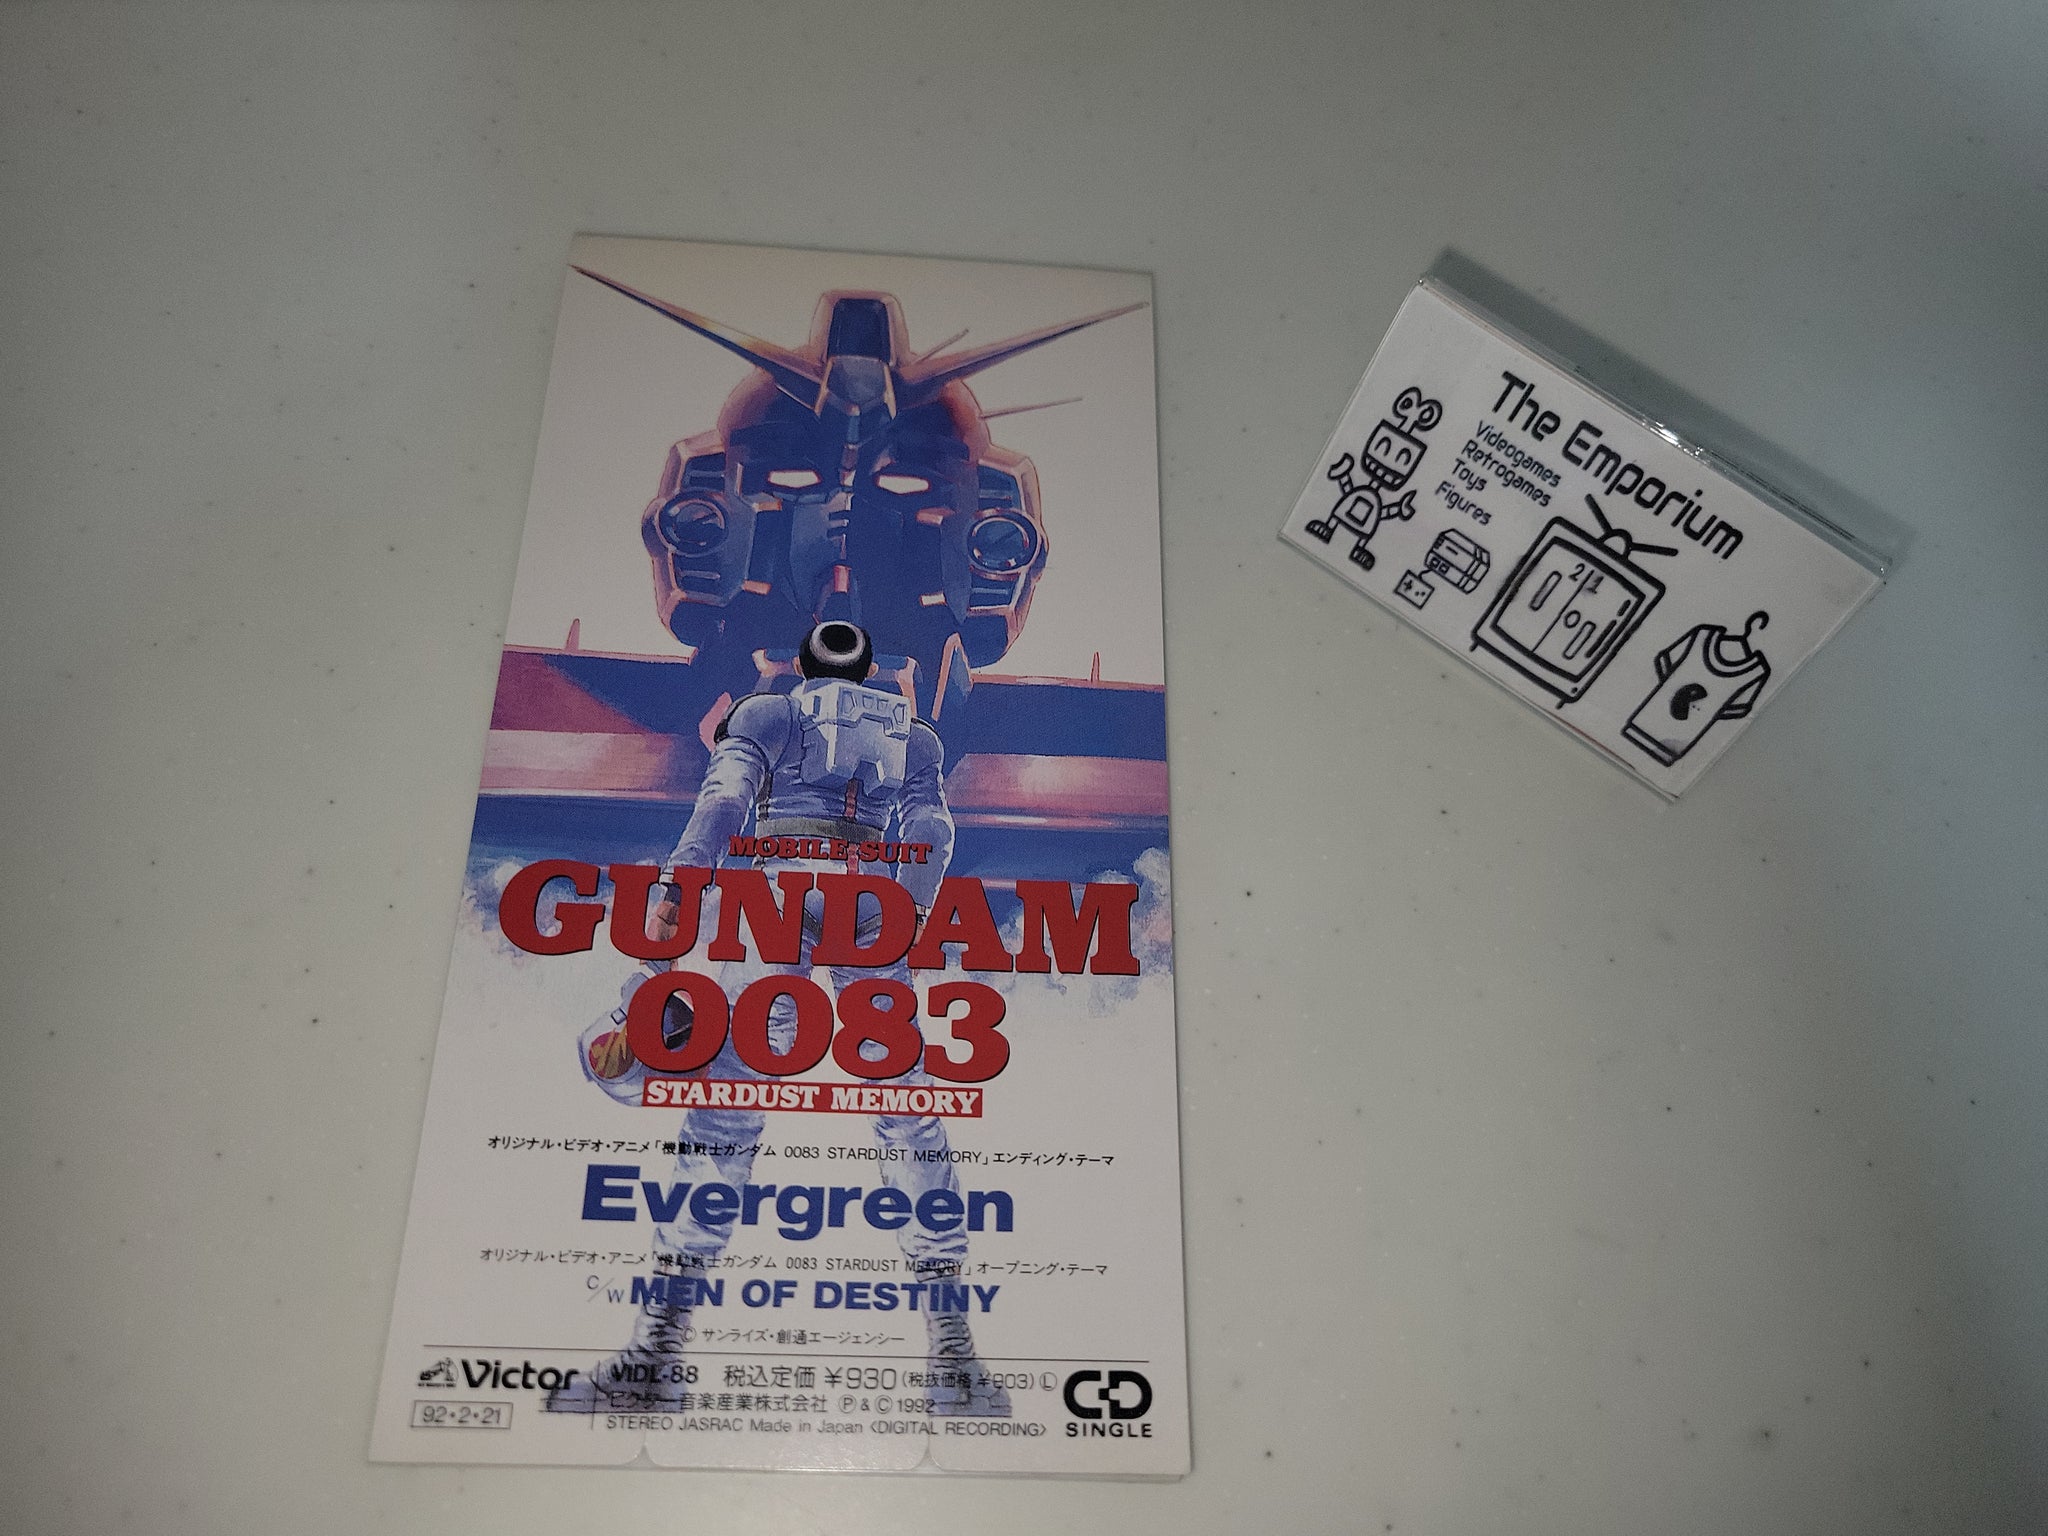 MOBILE SUIT
GUNDAM
0083
STARDUST MEMORY
オリジナル・ビデオ・アニメ「機動戦士ガンダム 0083 STARDUST MEMORY」エンディング・テーマ
Evergreen
オリジナル・ビデオ・アニメ「機動戦士ガンダム 0083 STARDUST MEMORY」オープニング・テーマ
C/W MEN OF DESTINY
© サンライズ・創通エージェンシー
Victor VIDL-88 税込定価 ¥930 (税抜価格 ¥903) Ⓛ
ビクター音楽産業株式会社 Ⓟ & © 1992
92・2・21
STEREO JASRAC Made in Japan <DIGITAL RECORDING>
CD
SINGLE
The Emporium
Videogames
Retrogames
Toys
Figures
2 1